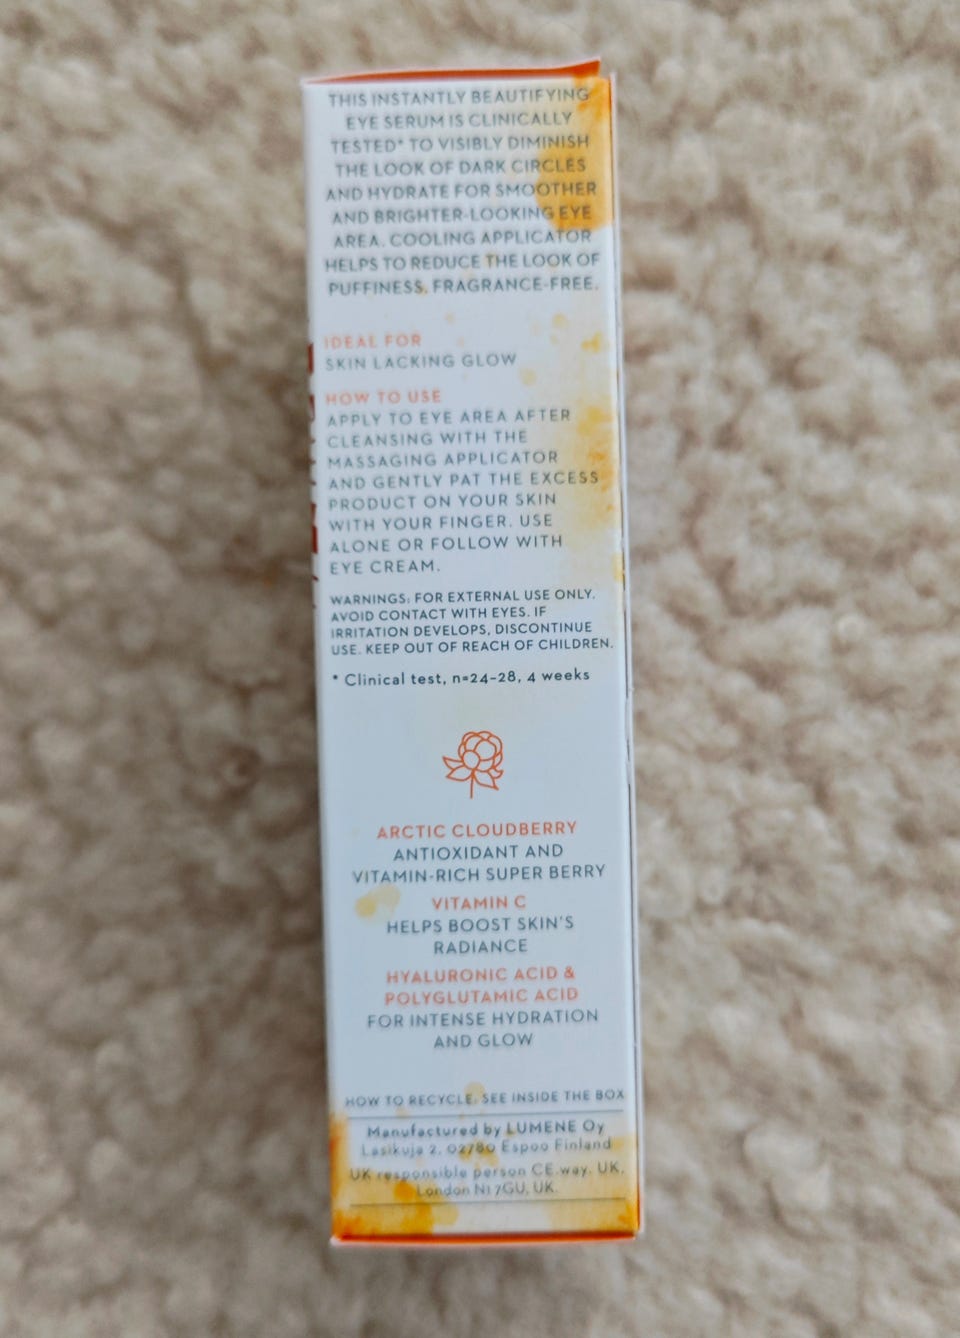 THIS INSTANTLY BEAUTIFYING
EYE SERUM IS CLINICALLY
TESTED* TO VISIBLY DIMINISH
THE LOOK OF DARK CIRCLES
AND HYDRATE FOR SMOOTHER
AND BRIGHTER-LOOKING EYE
AREA. COOLING APPLICATOR
HELPS TO REDUCE THE LOOK OF
PUFFINESS. FRAGRANCE-FREE.
IDEAL FOR
SKIN LACKING GLOW
HOW TO USE
APPLY TO EYE AREA AFTER
CLEANSING WITH THE
MASSAGING APPLICATOR
AND GENTLY PAT THE EXCESS
PRODUCT ON YOUR SKIN
WITH YOUR FINGER. USE
ALONE OR FOLLOW WITH
EYE CREAM.
WARNINGS: FOR EXTERNAL USE ONLY.
AVOID CONTACT WITH EYES. IF
IRRITATION DEVELOPS, DISCONTINUE
USE. KEEP OUT OF REACH OF CHILDREN.
* Clinical test, n=24-28, 4 weeks
ARCTIC CLOUDBERRY
ANTIOXIDANT AND
VITAMIN-RICH SUPER BERRY
VITAMIN C
HELPS BOOST SKIN'S
RADIANCE
HYALURONIC ACID &
POLYGLUTAMIC ACID
FOR INTENSE HYDRATION
AND GLOW
HOW TO RECYCLE: SEE INSIDE THE BOX
Manufactured by LUMENE Oy
Lasikuja 2, 02780 Espoo Finland
UK responsible person CE.way. UK,
London N1 7GU, UK.